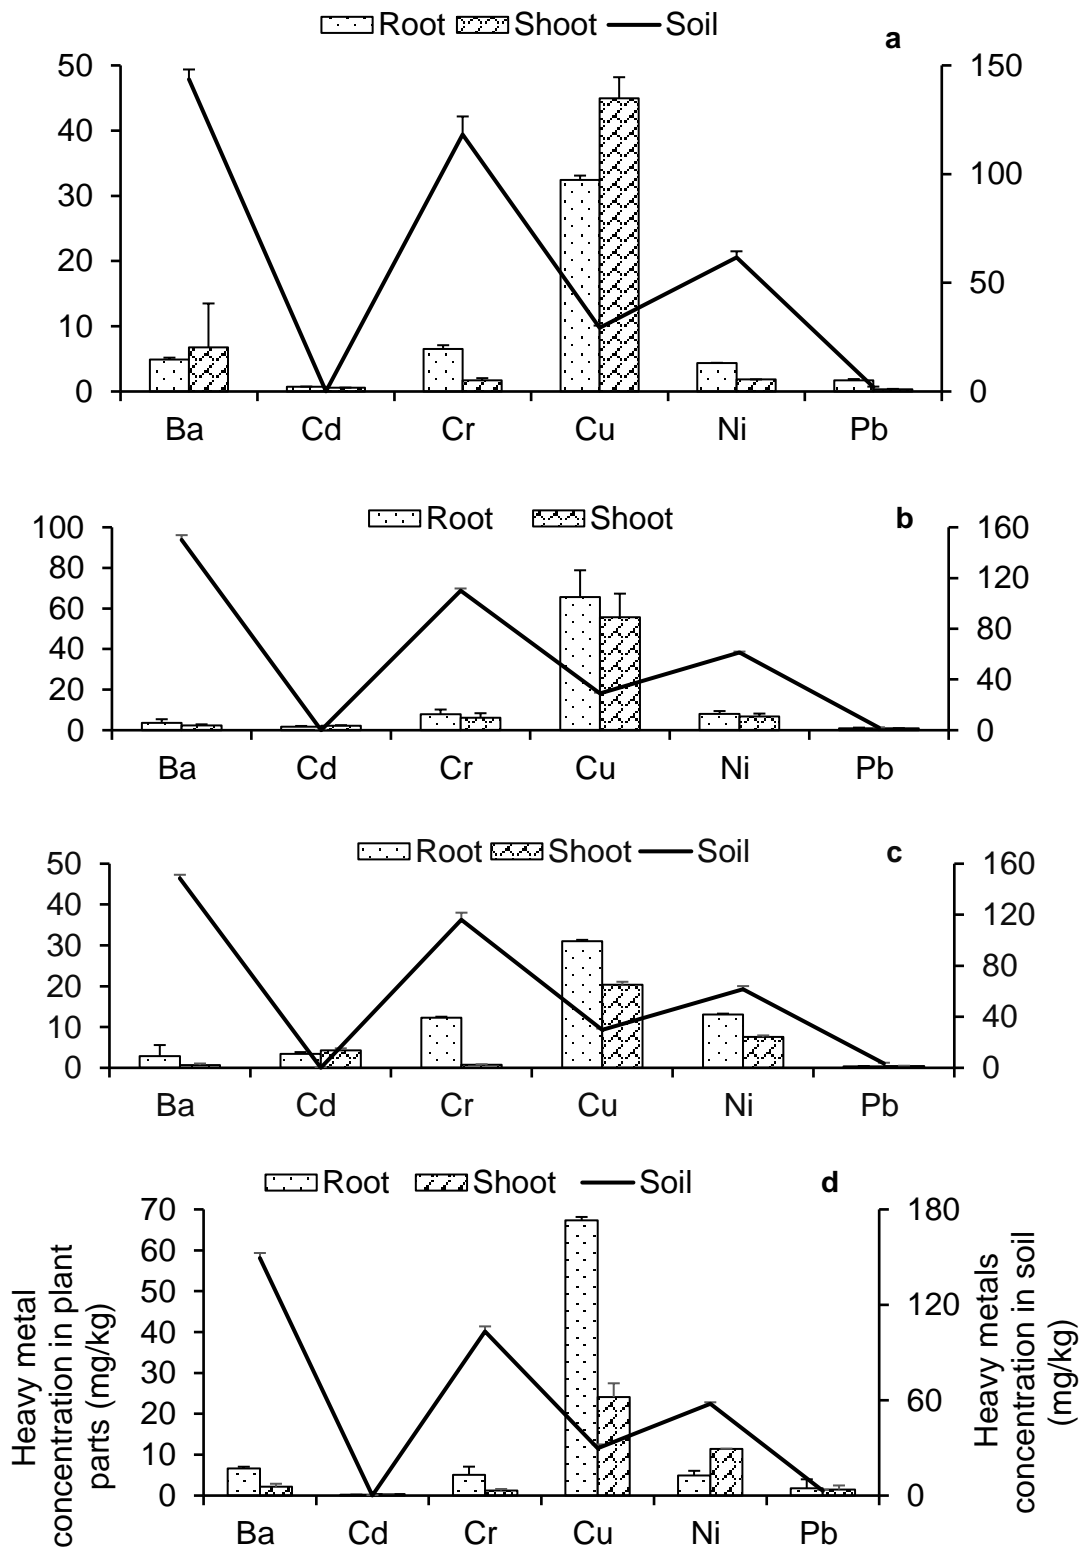 Root Shoot Soil a
50 150
40
100
30
20
50
10
0 0
Ba Cd Cr Cu Ni Pb
Root Shoot b
100 160
80
120
60
80
40
40
20
0 0
Ba Cd Cr Cu Ni Pb
Root Shoot Soil c
50 160
40
120
30
80
20
40
10
0 0
Ba Cd Cr Cu Ni Pb
Root Shoot Soil d
70 180
60
50
120
40
30
60
20
10
0 0
Ba Cd Cr Cu Ni Pb
Heavy metal
concentration in plant
parts (mg/kg)
Heavy metals
concentration in soil
(mg/kg)